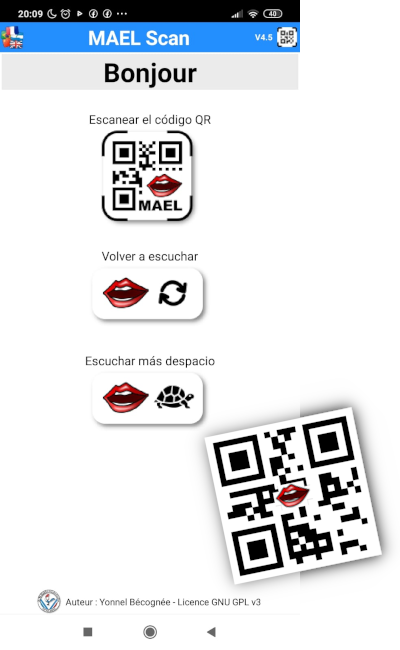 20:09
40
MAEL Scan
V4.5
Bonjour
Escanear el código QR
MAEL
Volver a escuchar
Escuchar más despacio
Auteur : Yonnel Bécognée - Licence GNU GPL v3